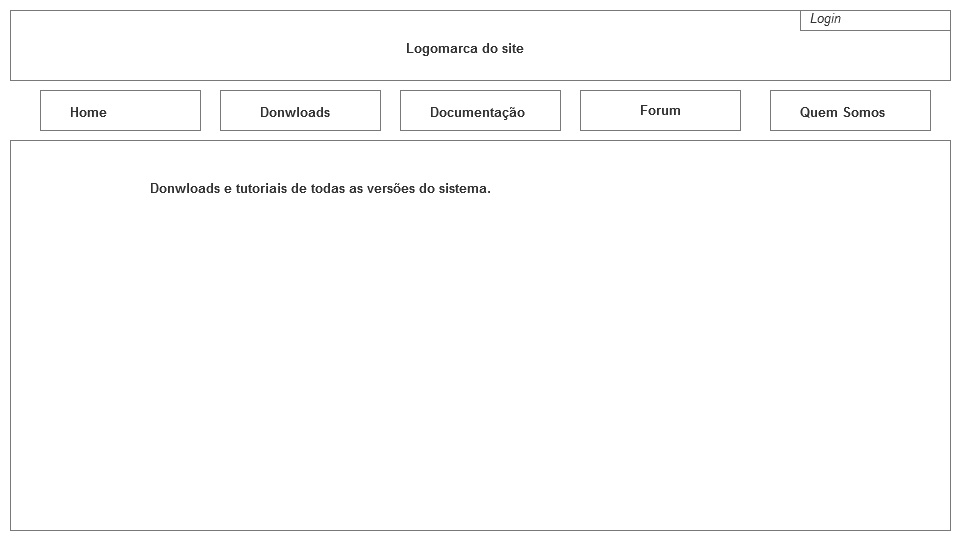 Login
Logomarca do site
Home
Donwloads
Documentação
Forum
Quem Somos
Donwloads e tutoriais de todas as versões do sistema.